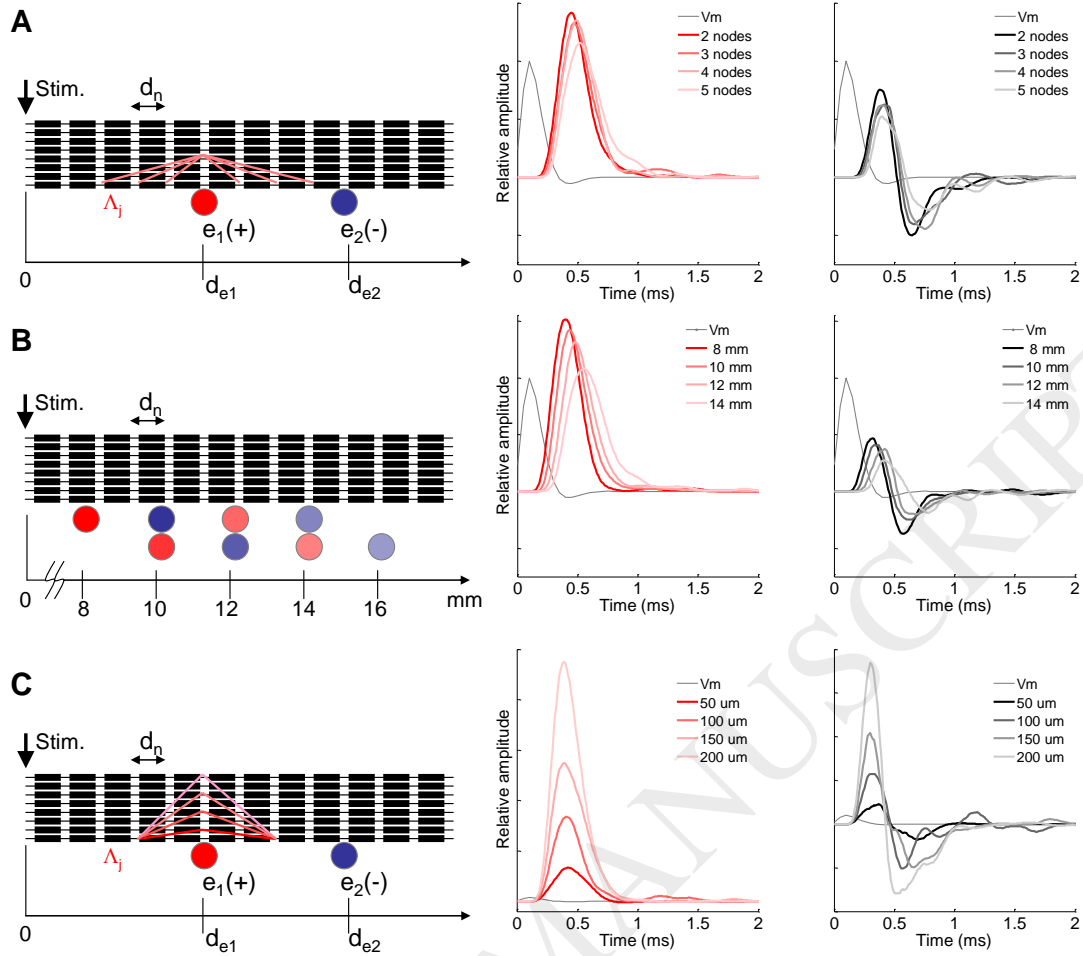 A
Stim.
dn
Λj
e1(+)
e2(-)
0
de1
de2
Relative amplitude
Vm
2 nodes
3 nodes
4 nodes
5 nodes
0
0.5
1
1.5
2
Time (ms)
Vm
2 nodes
3 nodes
4 nodes
5 nodes
0
0.5
1
1.5
2
Time (ms)
B
Stim.
dn
0
8
10
12
14
16
mm
Relative amplitude
Vm
8 mm
10 mm
12 mm
14 mm
0
0.5
1
1.5
2
Time (ms)
Vm
8 mm
10 mm
12 mm
14 mm
0
0.5
1
1.5
2
Time (ms)
C
Stim.
dn
Λj
e1(+)
e2(-)
0
de1
de2
Relative amplitude
Vm
50 um
100 um
150 um
200 um
0
0.5
1
1.5
2
Time (ms)
Vm
50 um
100 um
150 um
200 um
0
0.5
1
1.5
2
Time (ms)
MANUSCRIPT